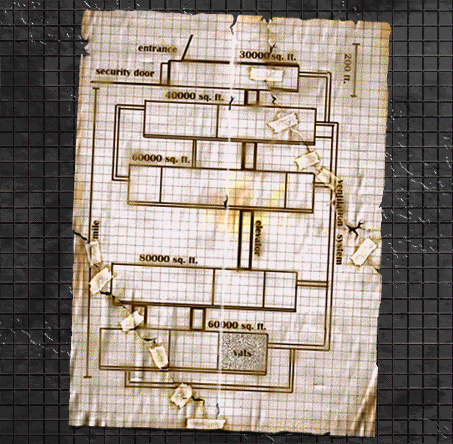 entrance
30000 sq. ft.
200 ft.
security door
40000 sq. ft.
60000 sq. ft.
ventilation system
mile
elevator
80000 sq. ft.
60000 sq. ft.
vats